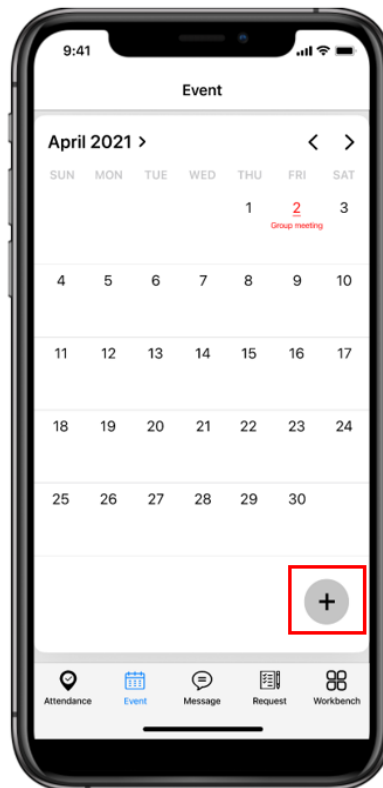 9:41
Event
April 2021 > < >
SUN MON TUE WED THU FRI SAT
1 2 3
Group meeting
4 5 6 7 8 9 10
11 12 13 14 15 16 17
18 19 20 21 22 23 24
25 26 27 28 29 30
+
Attendance Event Message Request Workbench